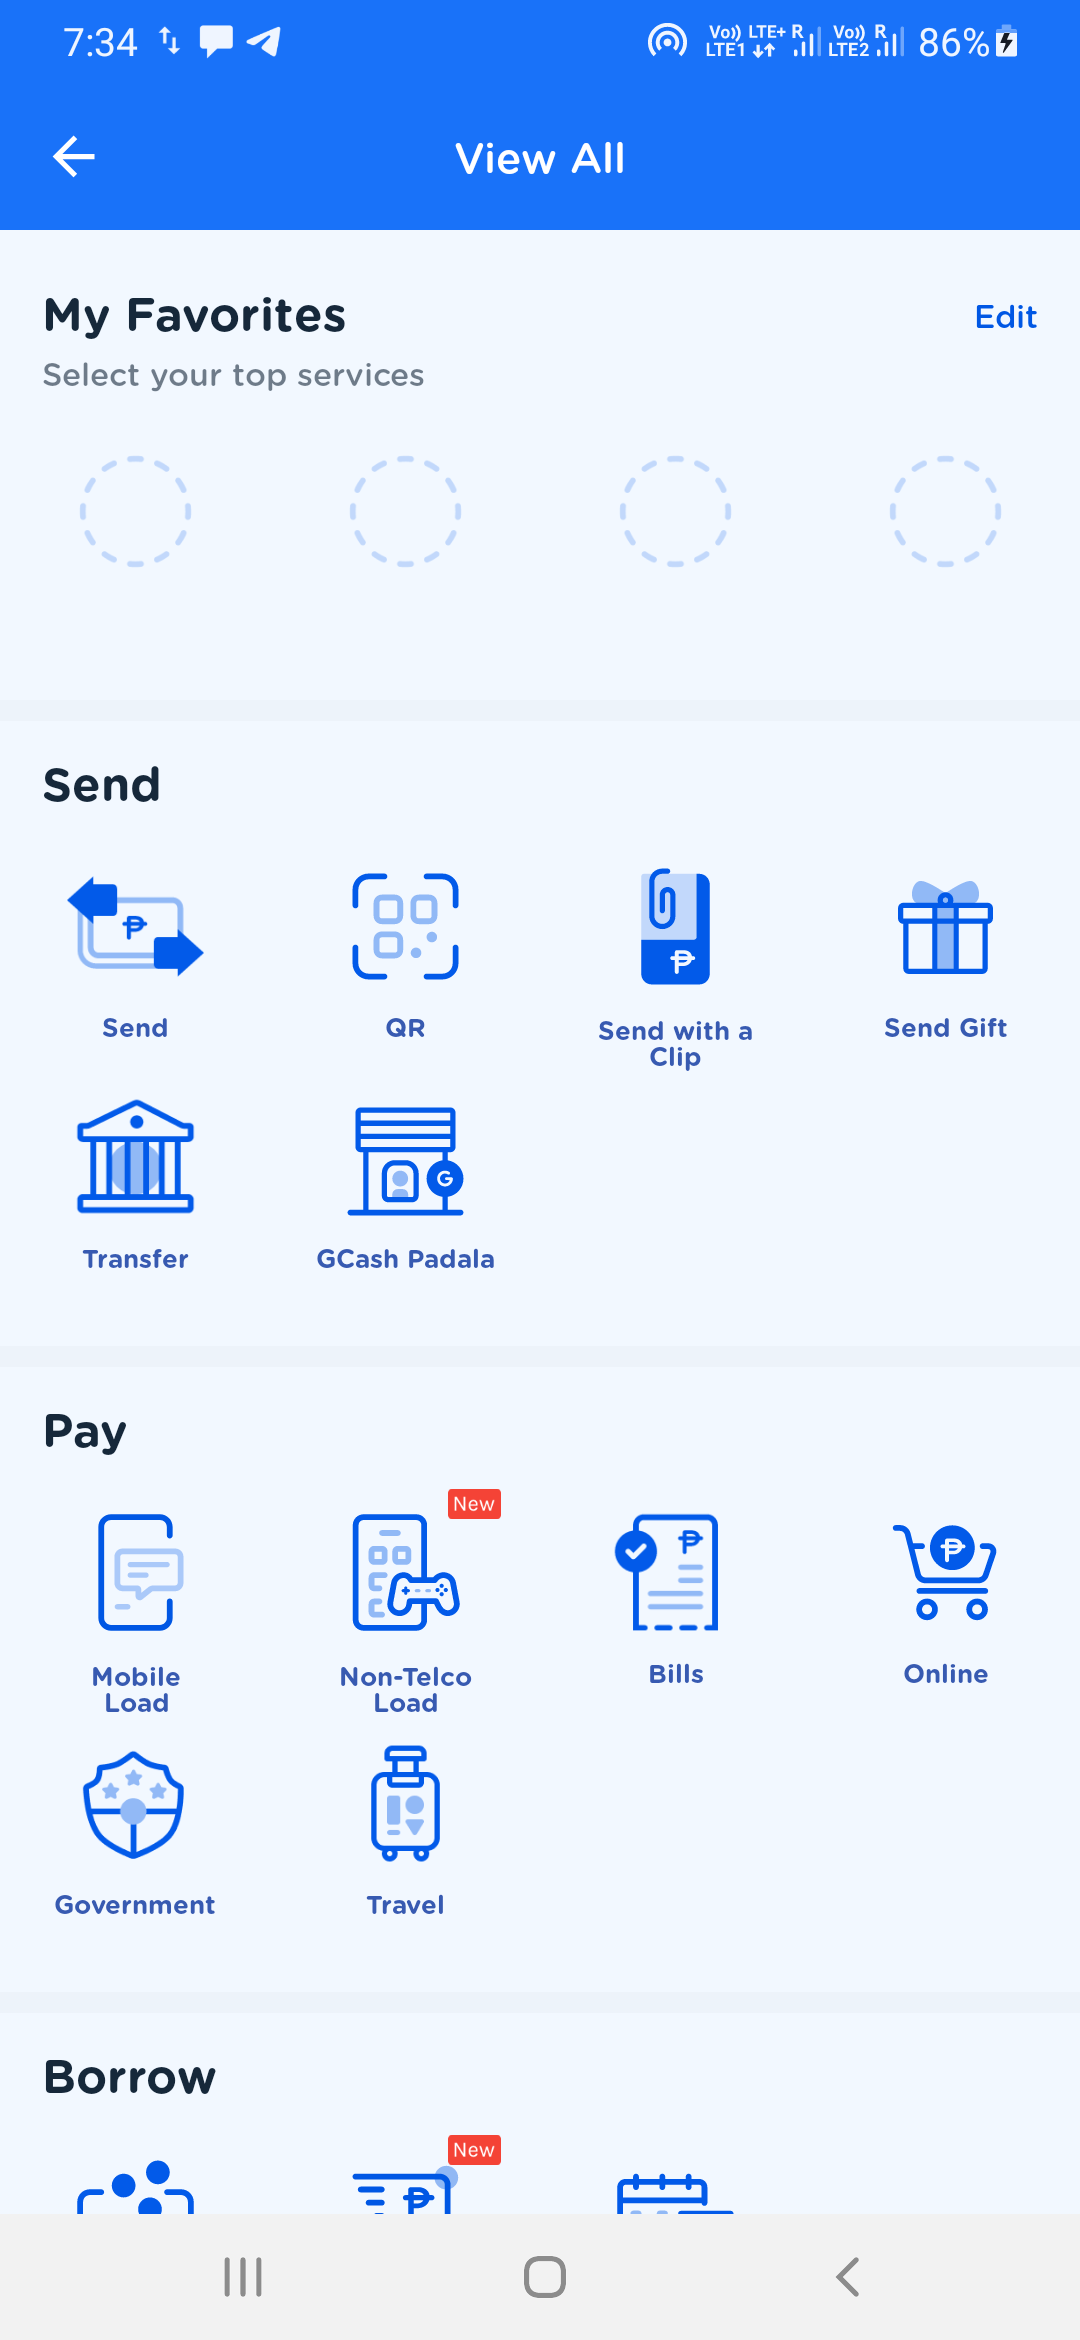 7:34
Vo)) LTE+ R Vo)) R 86%
LTE1 LTE2
View All
My Favorites
Edit
Select your top services
Send
Send
QR
Send with a
Clip
Send Gift
G
Transfer
GCash Padala
Pay
New
Mobile
Load
Non-Telco
Load
Bills
Online
Government
Travel
Borrow
New